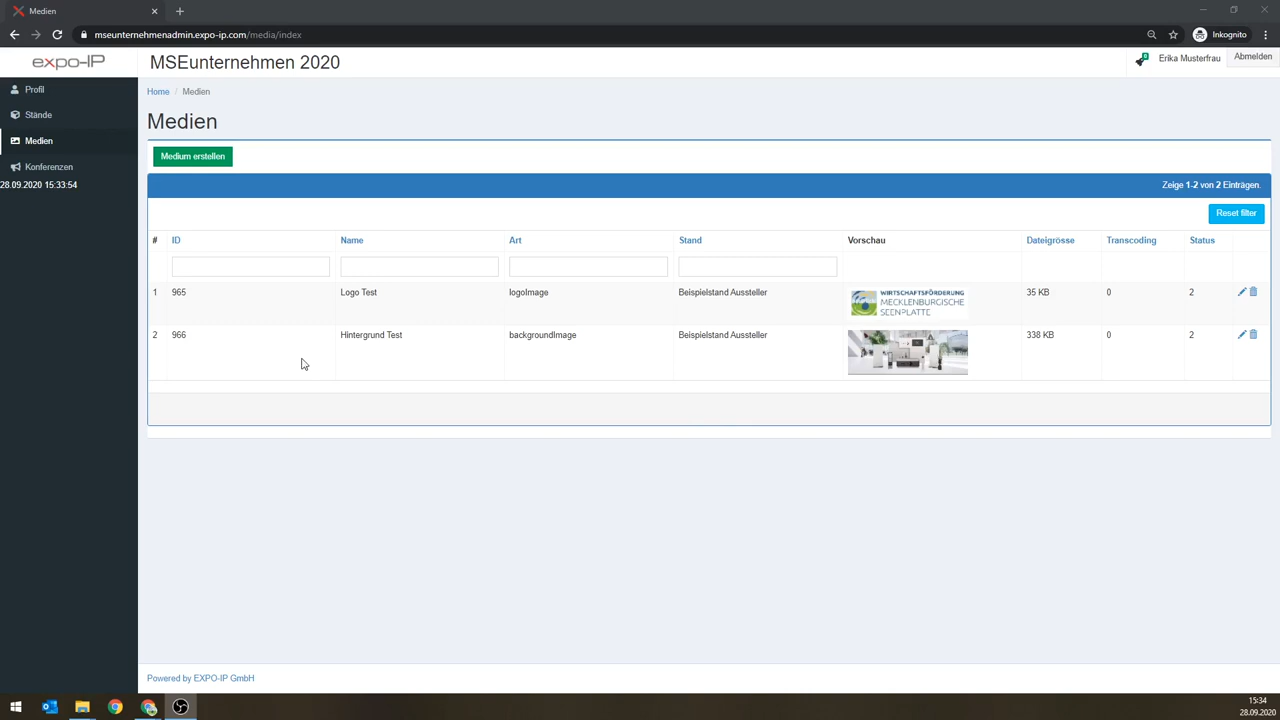 Medien
mseunternehmenadmin.expo-ip.com/media/index
Inkognito
expo-IP
MSEunternehmen 2020
8
Erika Musterfrau
Abmelden
Profil
Stände
Medien
Konferenzen
28.09.2020 15:33:54
Home / Medien
Medien
Medium erstellen
Zeige 1-2 von 2 Einträgen.
Reset filter
# ID Name Art Stand Vorschau Dateigrösse Transcoding Status
1 965 Logo Test logoImage Beispielstand Aussteller 35 KB 0 2
WIRTSCHAFTSFÖRDERUNG
MECKLENBURGISCHE
SEENPLATTE
2 966 Hintergrund Test backgroundImage Beispielstand Aussteller 338 KB 0 2
Powered by EXPO-IP GmbH
15:34
28.09.2020